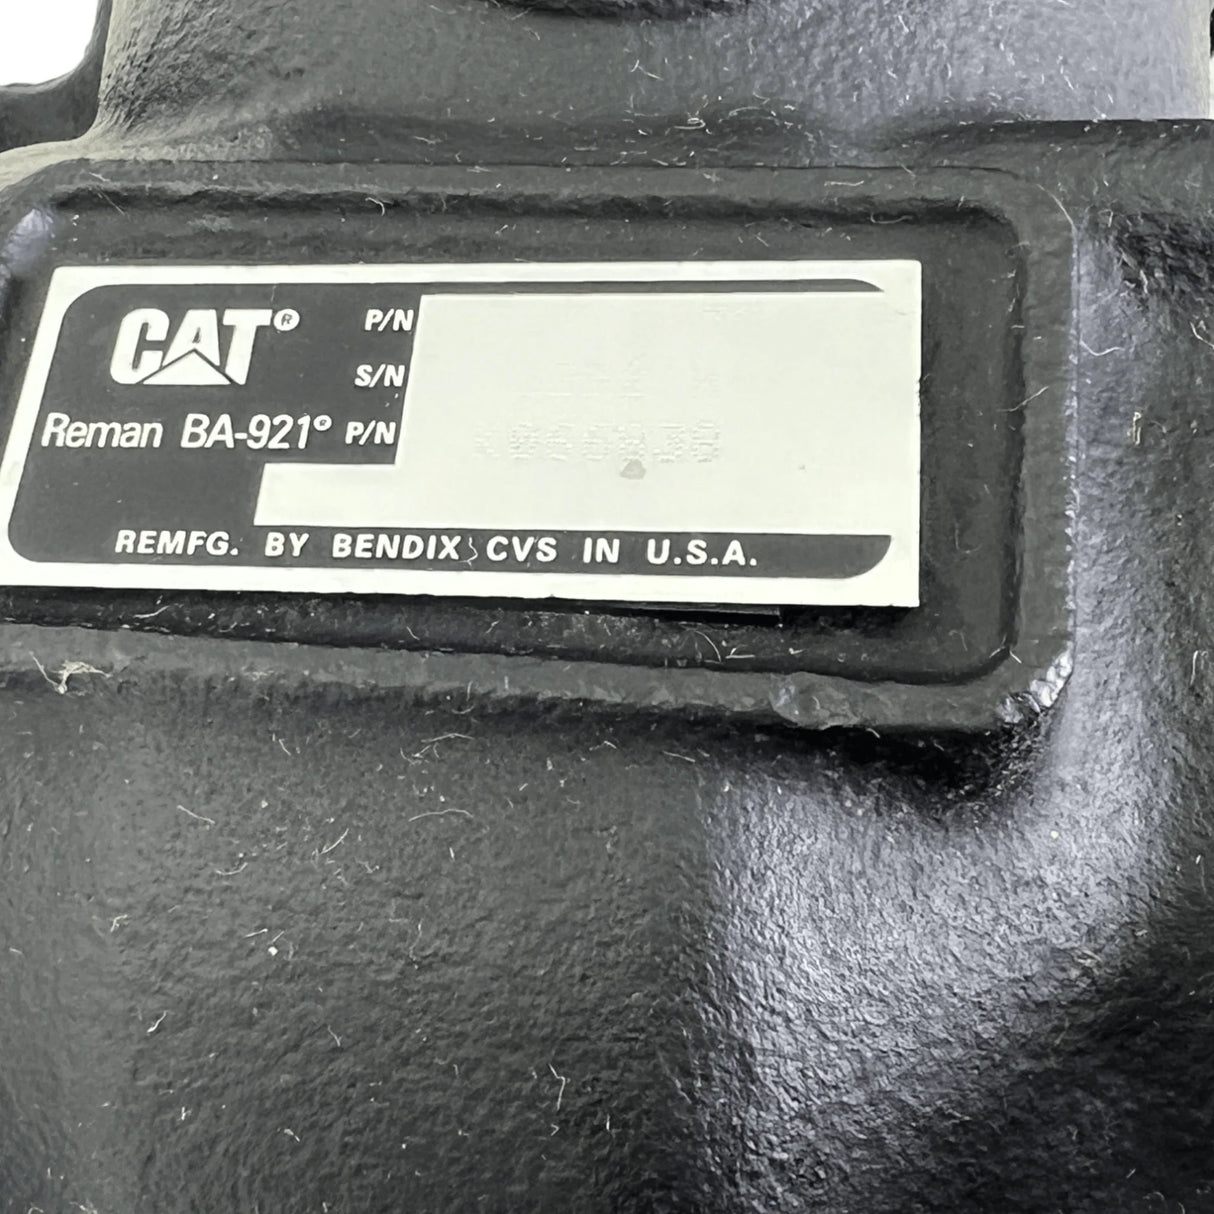 CAT® P/N
S/N
Reman BA-921® P/N
REMFG. BY BENDIX CVS IN U.S.A.